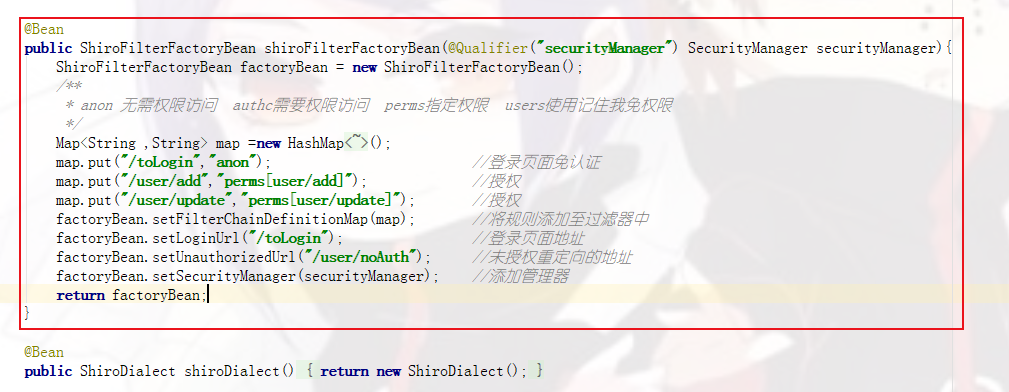 @Bean
public ShiroFilterFactoryBean shiroFilterFactoryBean(@Qualifier("securityManager") SecurityManager securityManager){
    ShiroFilterFactoryBean factoryBean = new ShiroFilterFactoryBean();
    /**
     * anon 无需权限访问  authc需要权限访问  perms指定权限  users使用记住我免权限
     */
    Map<String ,String> map =new HashMap<~>();
    map.put("/toLogin","anon");                         //登录页面免认证
    map.put("/user/add","perms[user/add]");             //授权
    map.put("/user/update","perms[user/update]");       //授权
    factoryBean.setFilterChainDefinitionMap(map);       //将规则添加至过滤器中
    factoryBean.setLoginUrl("/toLogin");                //登录页面地址
    factoryBean.setUnauthorizedUrl("/user/noAuth");     //未授权重定向的地址
    factoryBean.setSecurityManager(securityManager);    //添加管理器
    return factoryBean;
}
@Bean
public ShiroDialect shiroDialect() { return new ShiroDialect(); }